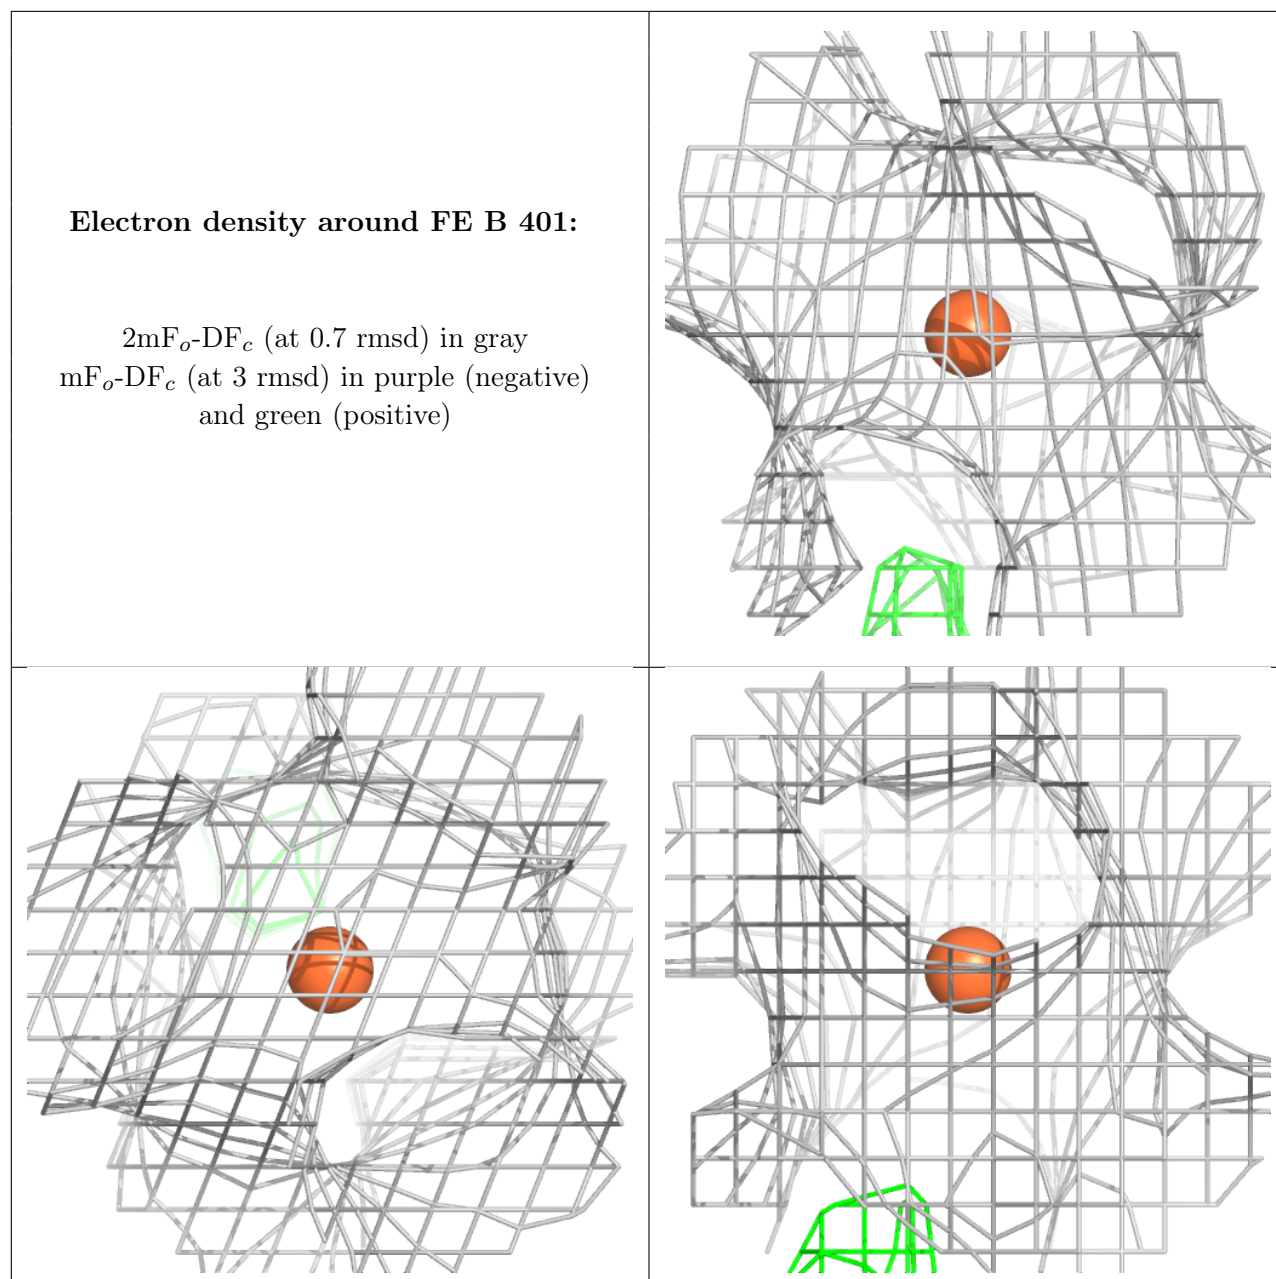 Electron density around FE B 401:
2mFo-DFc (at 0.7 rmsd) in gray
mFo-DFc (at 3 rmsd) in purple (negative)
and green (positive)